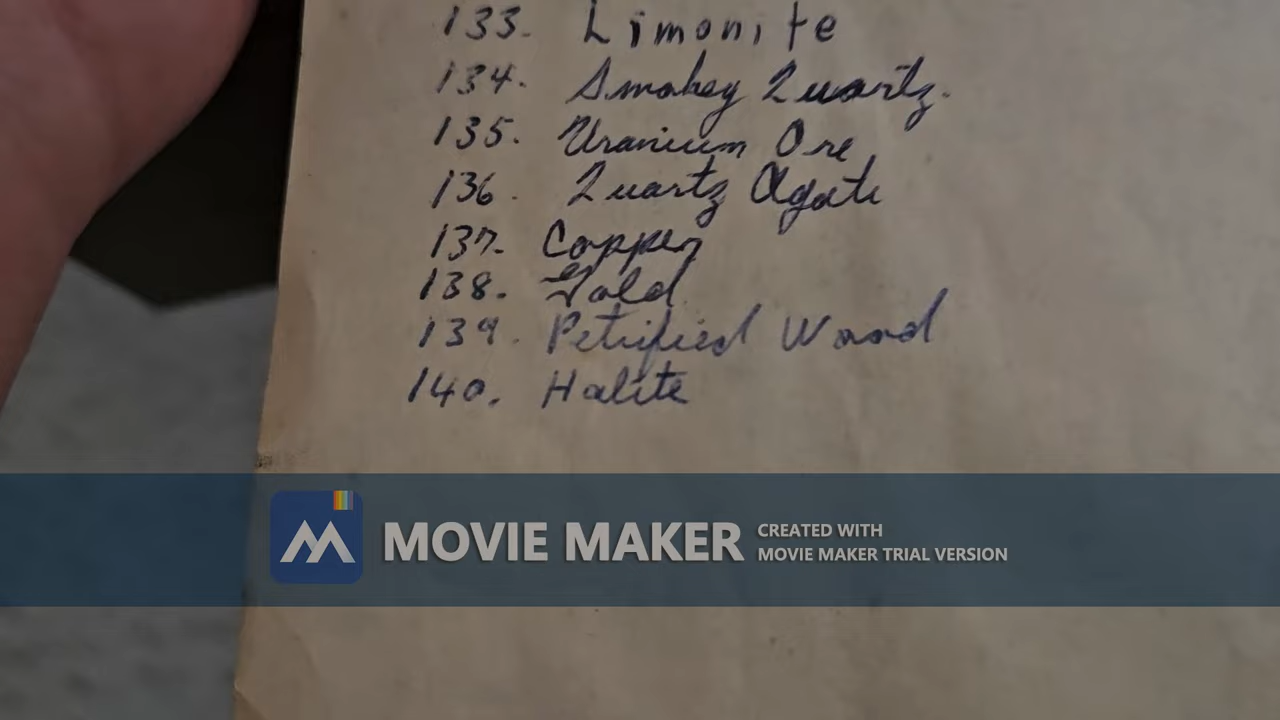 133. Limonite
134. Smokey Quartz.
135. Uranium Ore
136. Quartz Agate
137. Copper
138. Gold
139. Petrified Wood
140. Halite
MOVIE MAKER
CREATED WITH
MOVIE MAKER TRIAL VERSION